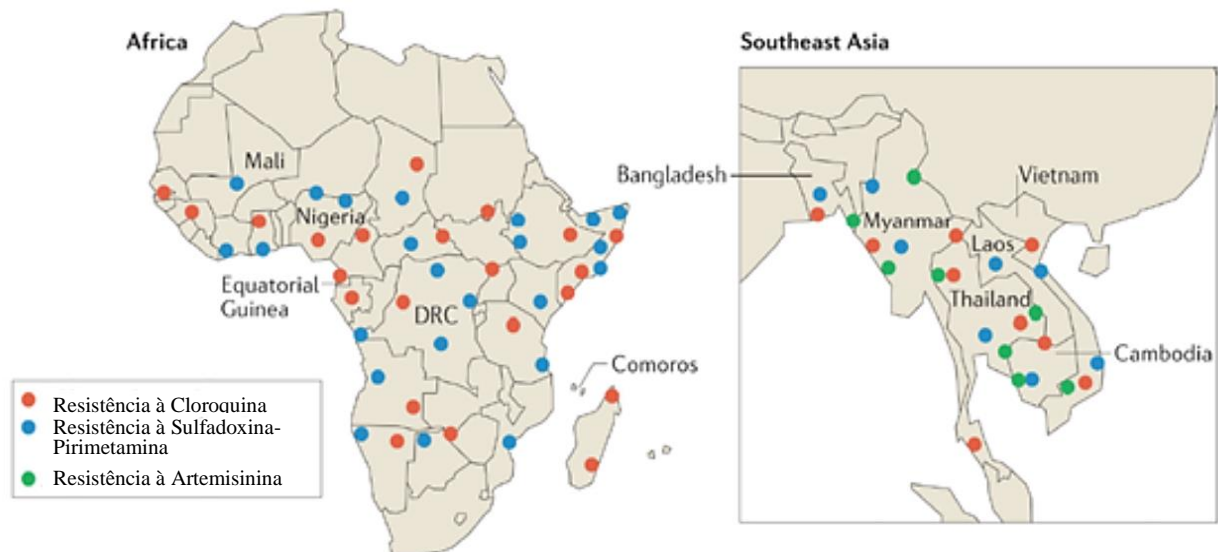 Africa
Mali
Nigeria
Equatorial
Guinea
DRC
Comoros
Resistência à Cloroquina
Resistência à Sulfadoxina-
Pirimetamina
Resistência à Artemisinina
Southeast Asia
Bangladesh
Vietnam
Myanmar
Laos
Thailand
Cambodia